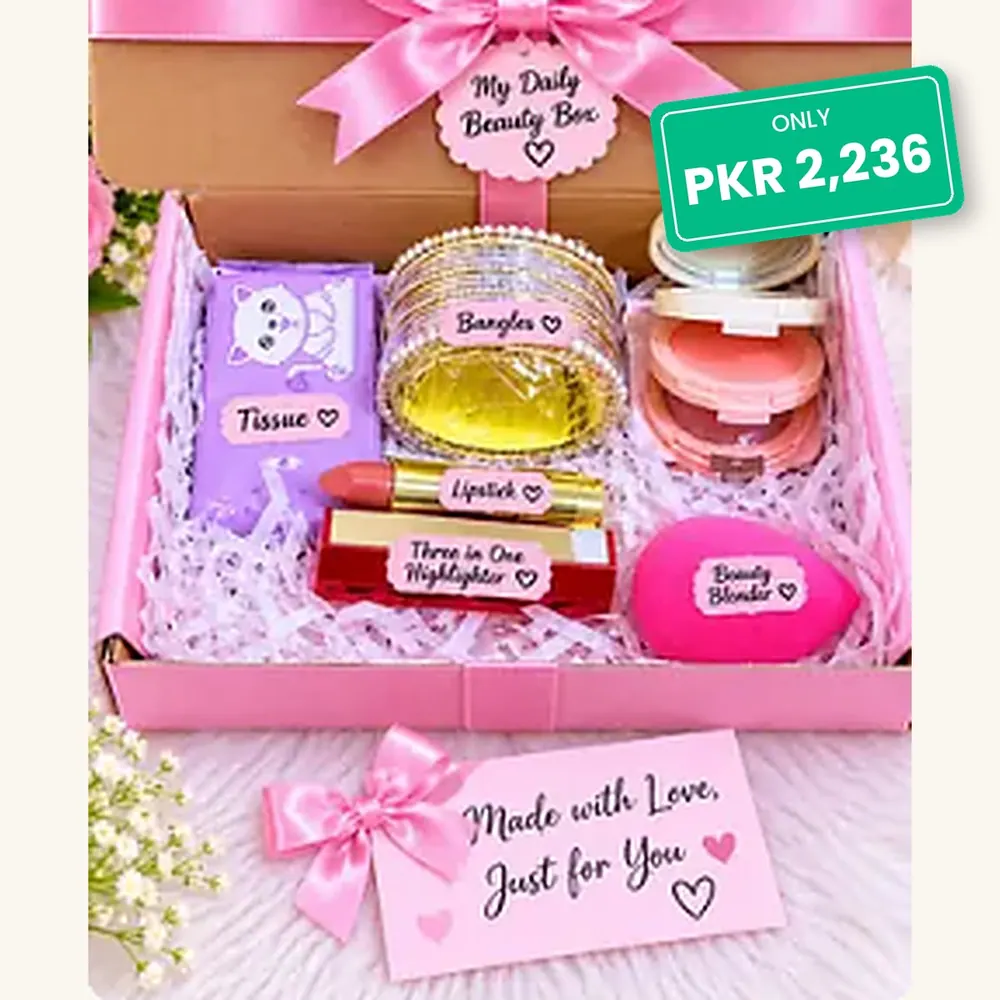 My Daily
Beauty Box
ONLY
PKR 2,236
Bangles
Tissue
Lipstick
Three in One
Highlighter
Beauty
Blender
Made with Love,
Just for You